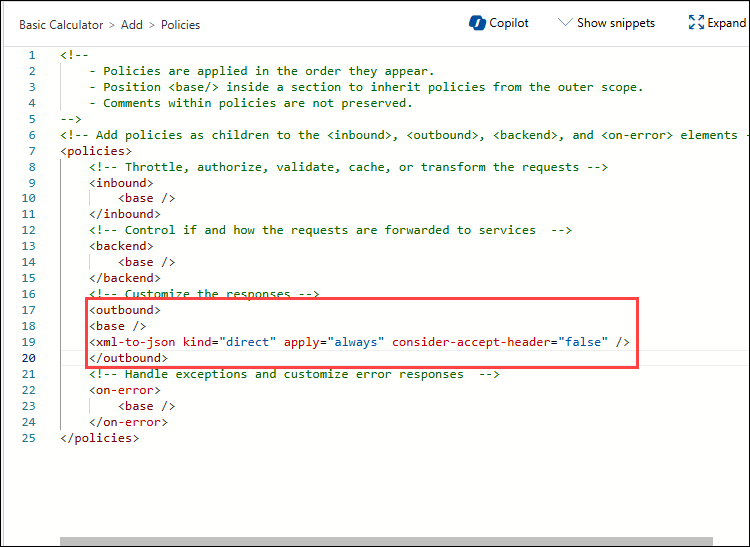 Basic Calculator > Add > Policies
Copilot
Show snippets
Expand
1 <!--
2 - Policies are applied in the order they appear.
3 - Position <base/> inside a section to inherit policies from the outer scope.
4 - Comments within policies are not preserved.
5 -->
6 <!-- Add policies as children to the <inbound>, <outbound>, <backend>, and <on-error> elements -
7 <policies>
8 <!-- Throttle, authorize, validate, cache, or transform the requests -->
9 <inbound>
10 <base />
11 </inbound>
12 <!-- Control if and how the requests are forwarded to services  -->
13 <backend>
14 <base />
15 </backend>
16 <!-- Customize the responses -->
17 <outbound>
18 <base />
19 <xml-to-json kind="direct" apply="always" consider-accept-header="false" />
20 </outbound>
21 <!-- Handle exceptions and customize error responses  -->
22 <on-error>
23 <base />
24 </on-error>
25 </policies>